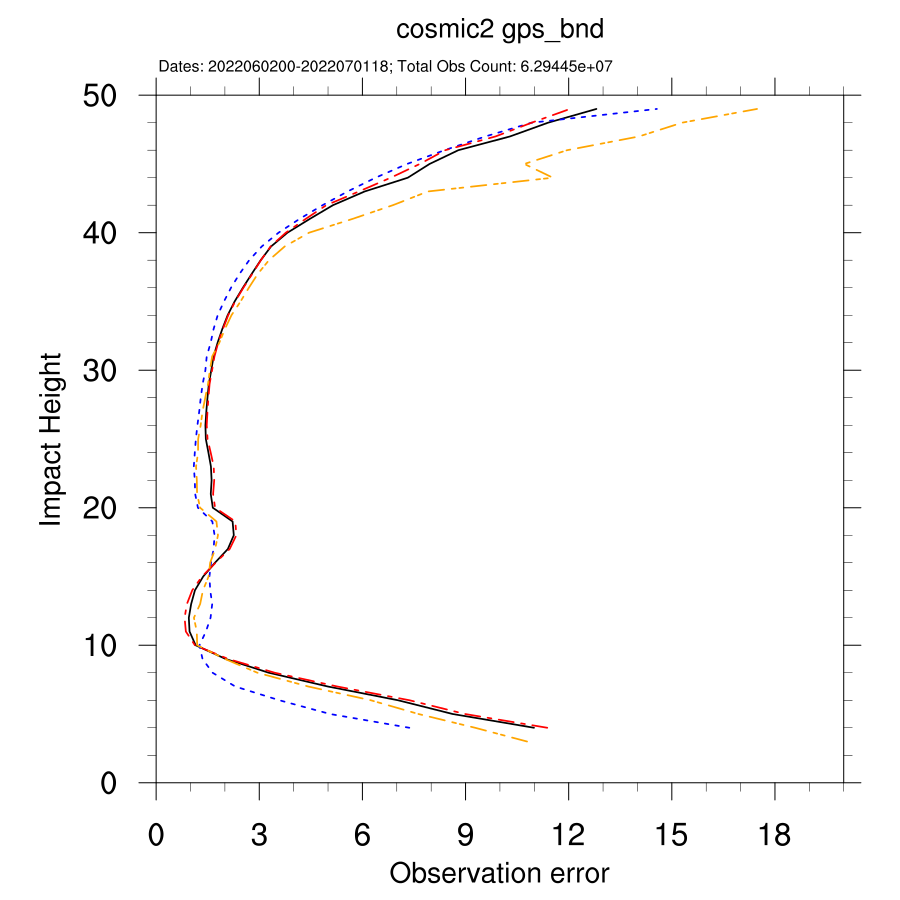 cosmic2 gps_bnd
Dates: 2022060200-2022070118; Total Obs Count: 6.29445e+07
50
40
30
20
10
0
Impact Height
0 3 6 9 12 15 18
Observation error